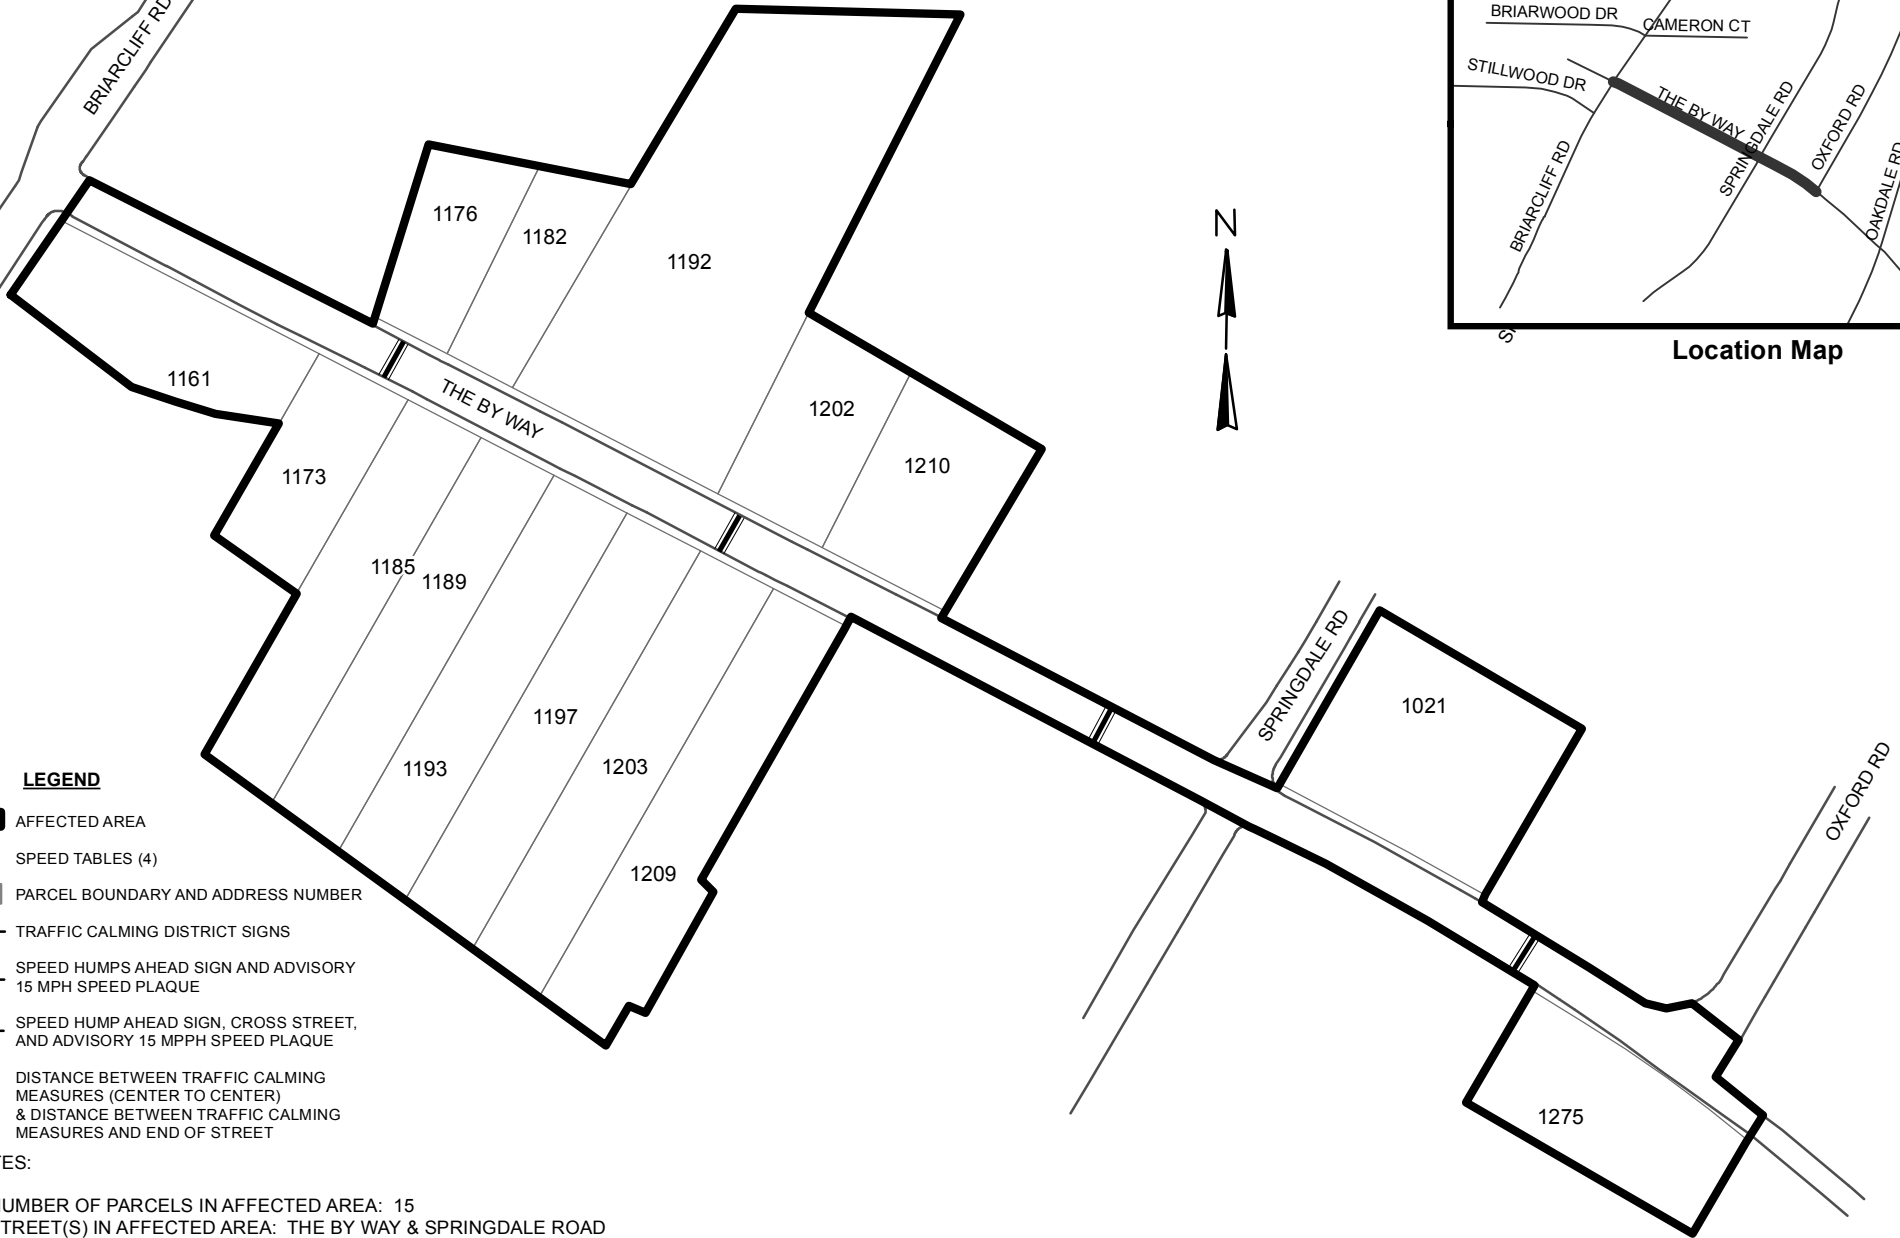 BRIARCLIFF RD
BRIARWOOD DR
CAMERON CT
STILLWOOD DR
THE BY WAY
SPRINGDALE RD
OXFORD RD
BRIARCLIFF RD
OAKDALE RD
Location Map
N
1176
1182
1192
1161
THE BY WAY
1202
1210
1173
1185
1189
1197
1193
1203
1209
SPRINGDALE RD
1021
OXFORD RD
1275
LEGEND
AFFECTED AREA
SPEED TABLES (4)
PARCEL BOUNDARY AND ADDRESS NUMBER
TRAFFIC CALMING DISTRICT SIGNS
SPEED HUMPS AHEAD SIGN AND ADVISORY
15 MPH SPEED PLAQUE
SPEED HUMP AHEAD SIGN, CROSS STREET,
AND ADVISORY 15 MPPH SPEED PLAQUE
DISTANCE BETWEEN TRAFFIC CALMING
MEASURES (CENTER TO CENTER)
& DISTANCE BETWEEN TRAFFIC CALMING
MEASURES AND END OF STREET
TES:
NUMBER OF PARCELS IN AFFECTED AREA: 15
TREET(S) IN AFFECTED AREA: THE BY WAY & SPRINGDALE ROAD